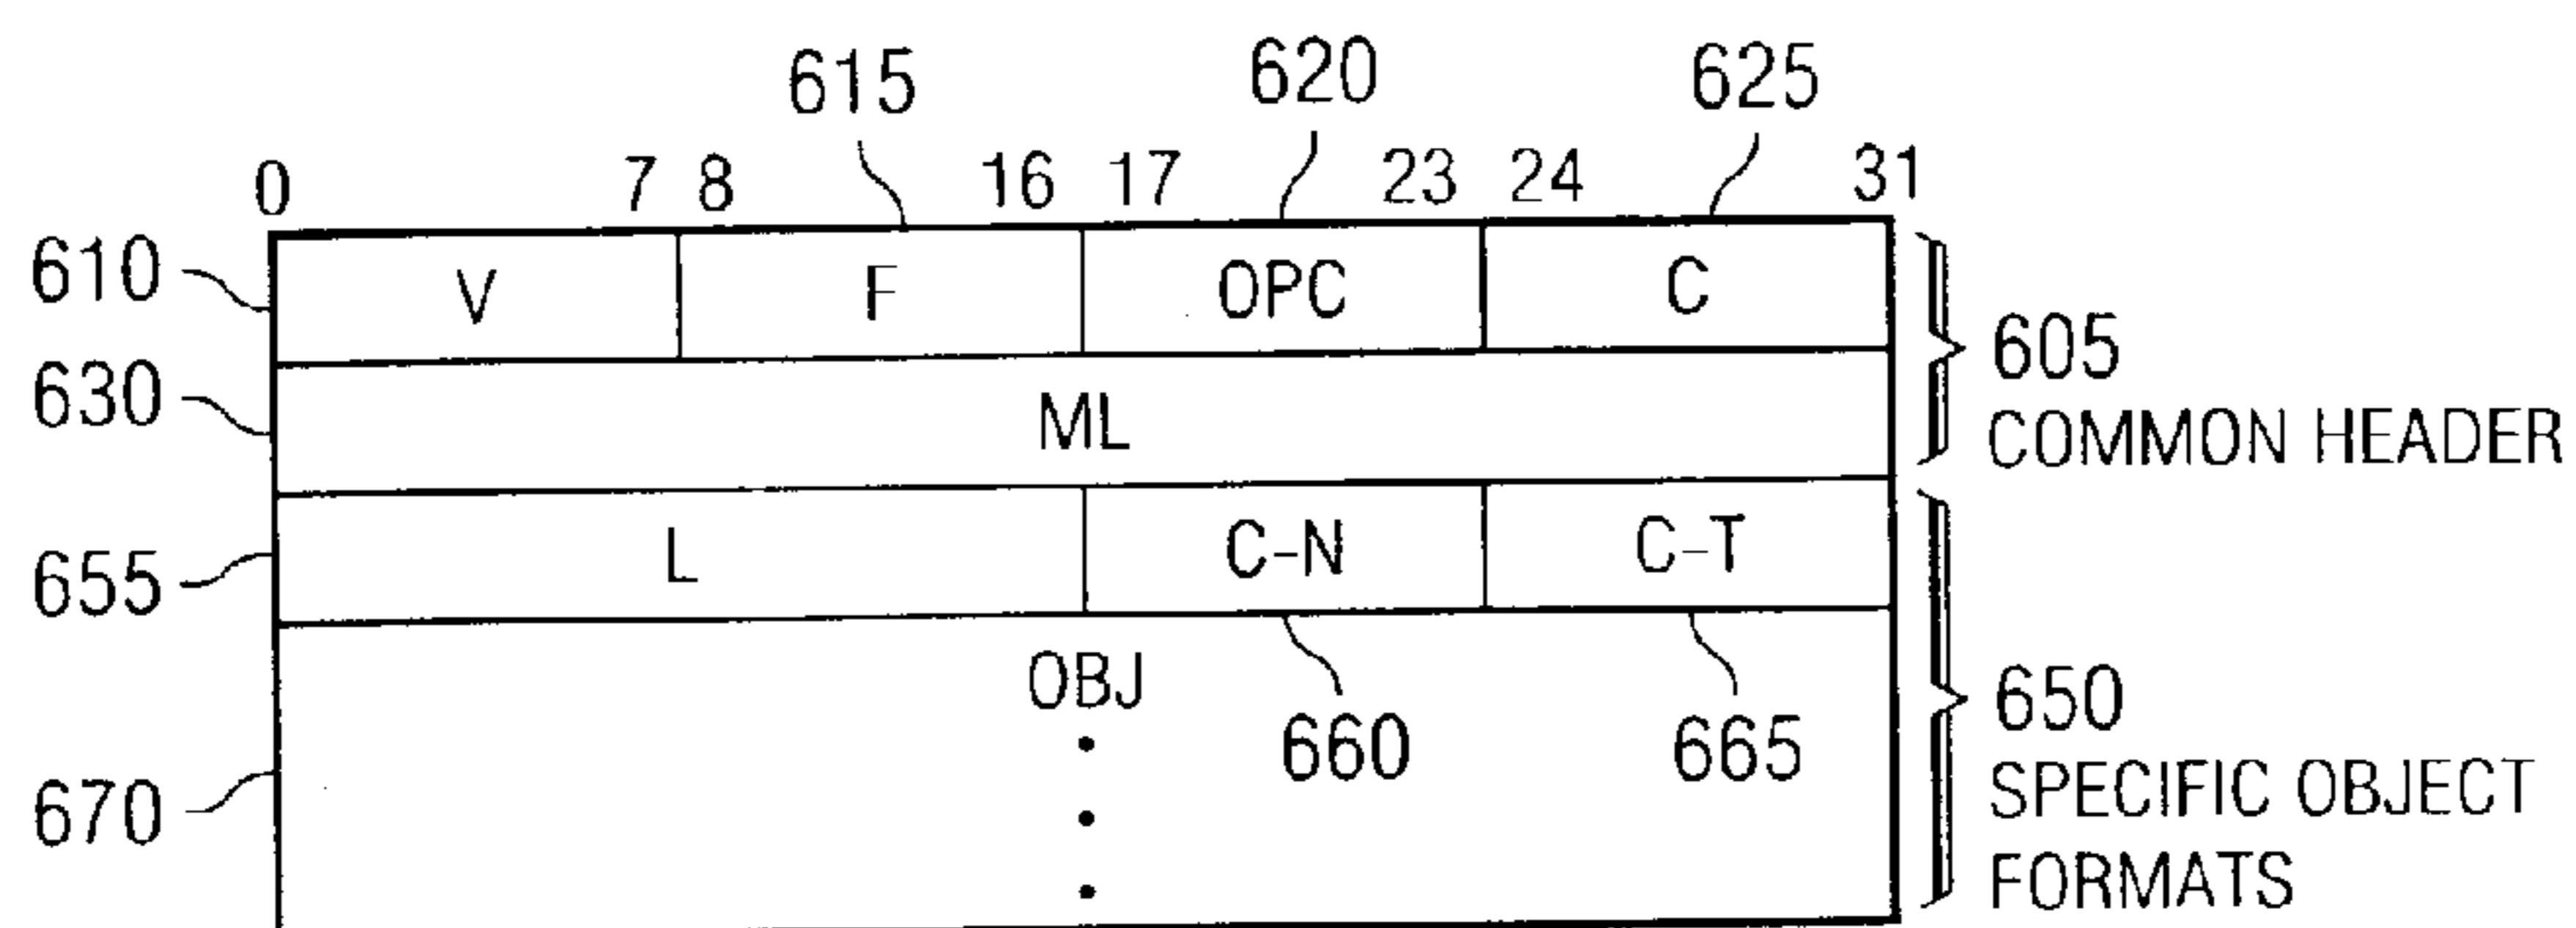 615 620 625
0 7 8 16 17 23 24 31
610 V F OPC C
605
COMMON HEADER
630 ML
655 L C-N C-T
OBJ
660 665
670
650
SPECIFIC OBJECT
FORMATS